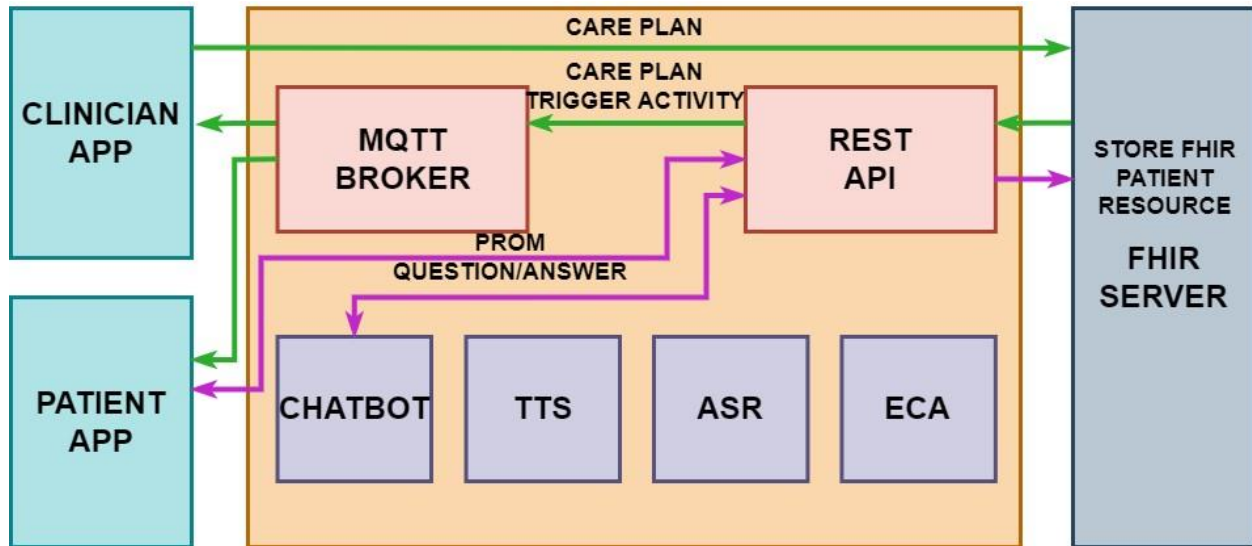 CLINICIAN
APP
PATIENT
APP
CARE PLAN
CARE PLAN
TRIGGER ACTIVITY
MQTT
BROKER
REST
API
PROM
QUESTION/ANSWER
CHATBOT
TTS
ASR
ECA
STORE FHIR
PATIENT
RESOURCE
FHIR
SERVER